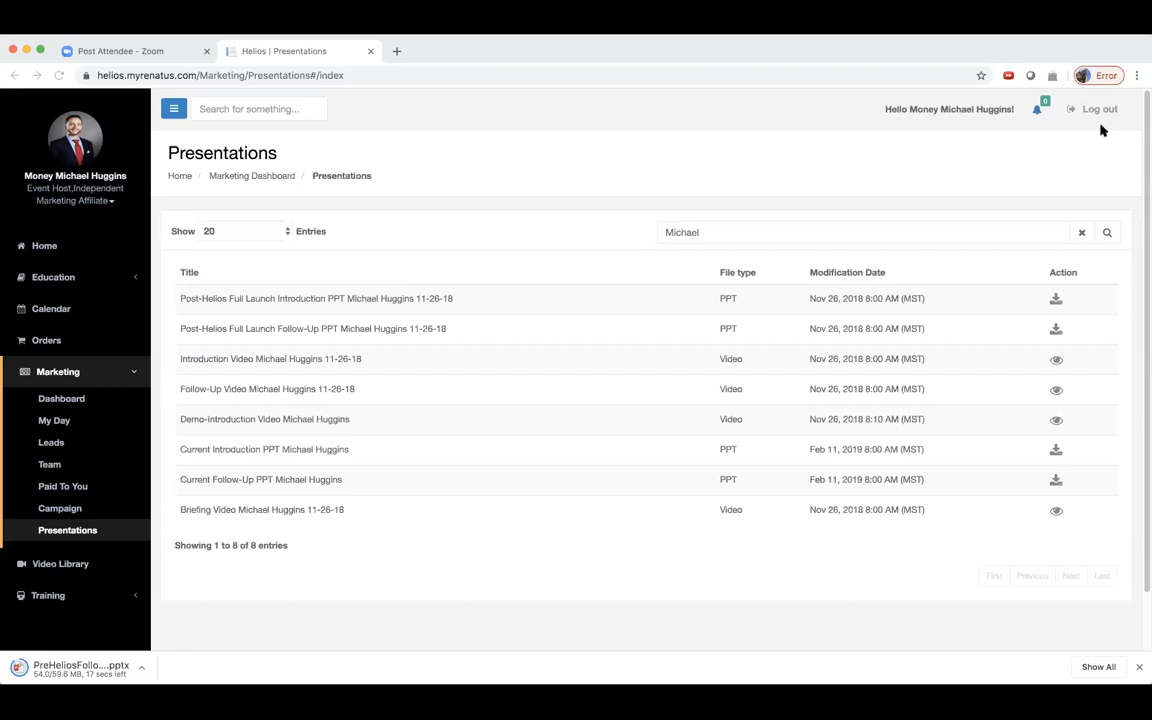 Post Attendee - Zoom
Helios | Presentations
helios.myrenatus.com/Marketing/Presentations#/index
Error
Search for something...
Hello Money Michael Huggins!
0
Log out
Money Michael Huggins
Event Host,Independent
Marketing Affiliate
Presentations
Home / Marketing Dashboard / Presentations
Show 20 Entries
Michael
Home
Education
Calendar
Orders
Marketing
Dashboard
My Day
Leads
Team
Paid To You
Campaign
Presentations
Video Library
Training
Title File type Modification Date Action
Post-Helios Full Launch Introduction PPT Michael Huggins 11-26-18 PPT Nov 26, 2018 8:00 AM (MST)
Post-Helios Full Launch Follow-Up PPT Michael Huggins 11-26-18 PPT Nov 26, 2018 8:00 AM (MST)
Introduction Video Michael Huggins 11-26-18 Video Nov 26, 2018 8:00 AM (MST)
Follow-Up Video Michael Huggins 11-26-18 Video Nov 26, 2018 8:00 AM (MST)
Demo-introduction Video Michael Huggins Video Nov 26, 2018 8:10 AM (MST)
Current Introduction PPT Michael Huggins PPT Feb 11, 2019 8:00 AM (MST)
Current Follow-Up PPT Michael Huggins PPT Feb 11, 2019 8:00 AM (MST)
Briefing Video Michael Huggins 11-26-18 Video Nov 26, 2018 8:00 AM (MST)
Showing 1 to 8 of 8 entries
First Previous Next Last
PreHeliosFollo....pptx
54.0/59.6 MB, 17 secs left
Show All